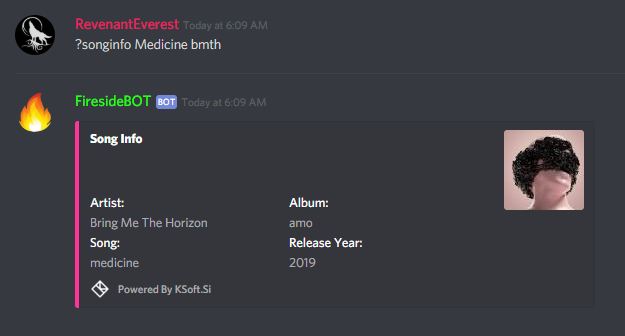 RevenantEverest Today at 6:09 AM
?songinfo Medicine bmth
FiresideBOT BOT Today at 6:09 AM
Song Info
Artist: Album:
Bring Me The Horizon amo
Song: Release Year:
medicine 2019
Powered By KSoft.Si